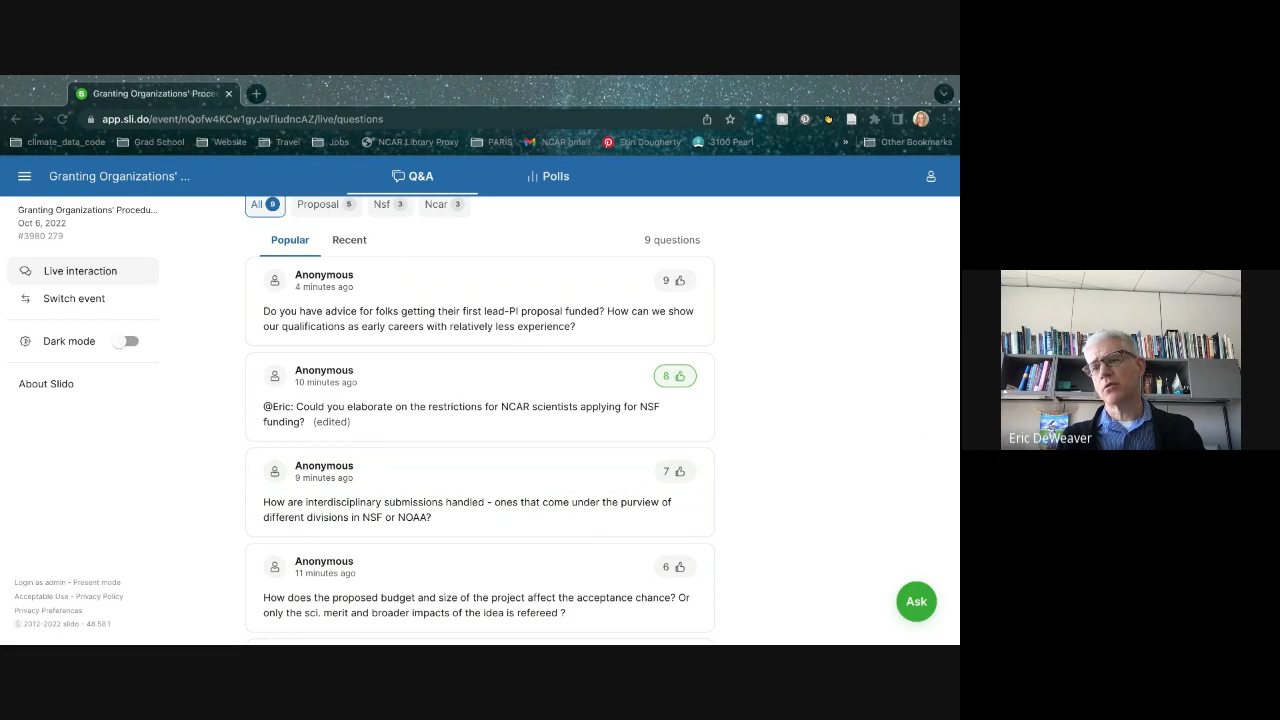 Granting Organizations' Proce
app.sli.do/event/nQofw4KCw1gyJwTiudncAZ/live/questions
climate_data_code
Grad School
Website
Travel
Jobs
NCAR Library Proxy
PARIS
NCAR gmail
Erin Dougherty
3100 Pearl
»
Other Bookmarks
Granting Organizations' ...
Q&A
Polls
Granting Organizations' Procedu...
Oct 6, 2022
#3980 279
Live interaction
Switch event
Dark mode
About Slido
Login as admin - Present mode
Acceptable Use - Privacy Policy
Privacy Preferences
© 2012-2022 slido - 48.58.1
All 9
Proposal 5
Nsf 3
Ncar 3
Popular
Recent
9 questions
Anonymous
4 minutes ago
9
Do you have advice for folks getting their first lead-PI proposal funded? How can we show
our qualifications as early careers with relatively less experience?
Anonymous
10 minutes ago
8
@Eric: Could you elaborate on the restrictions for NCAR scientists applying for NSF
funding? (edited)
Anonymous
9 minutes ago
7
How are interdisciplinary submissions handled - ones that come under the purview of
different divisions in NSF or NOAA?
Anonymous
11 minutes ago
6
How does the proposed budget and size of the project affect the acceptance chance? Or
only the sci. merit and broader impacts of the idea is refereed ?
Ask
Eric DeWeaver